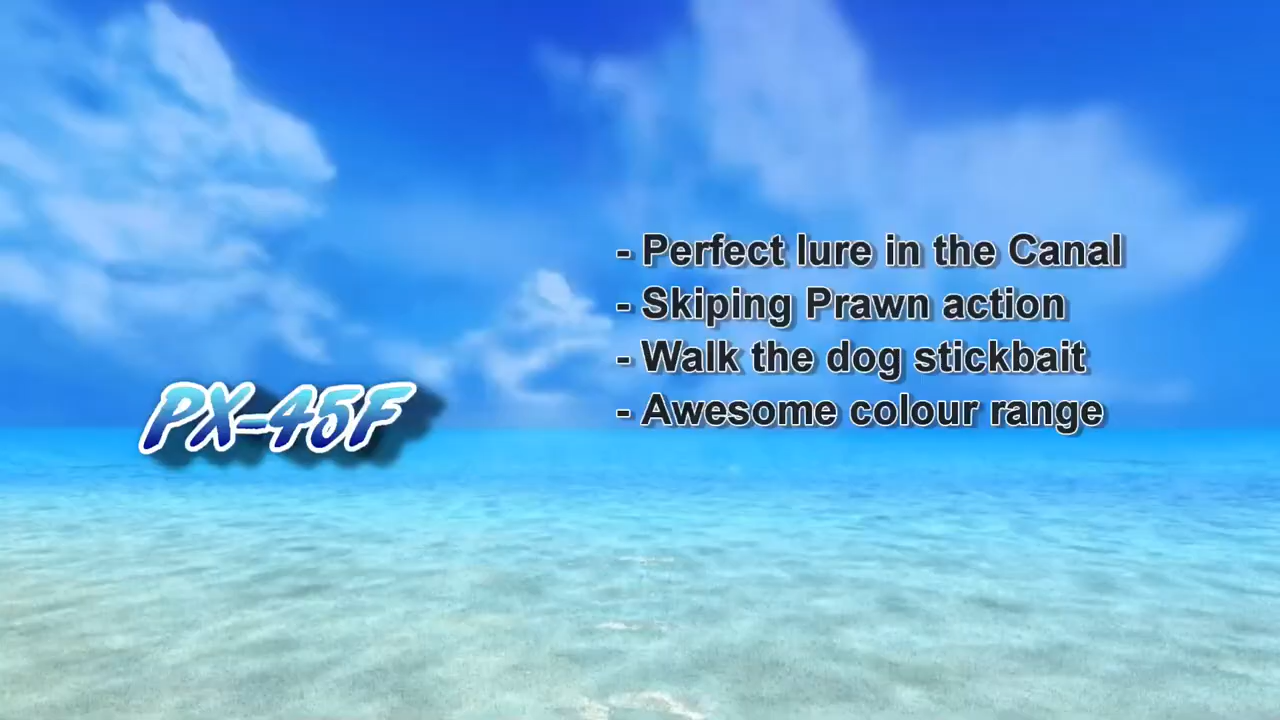 - Perfect lure in the Canal
- Skiping Prawn action
- Walk the dog stickbait
- Awesome colour range
PX-45F